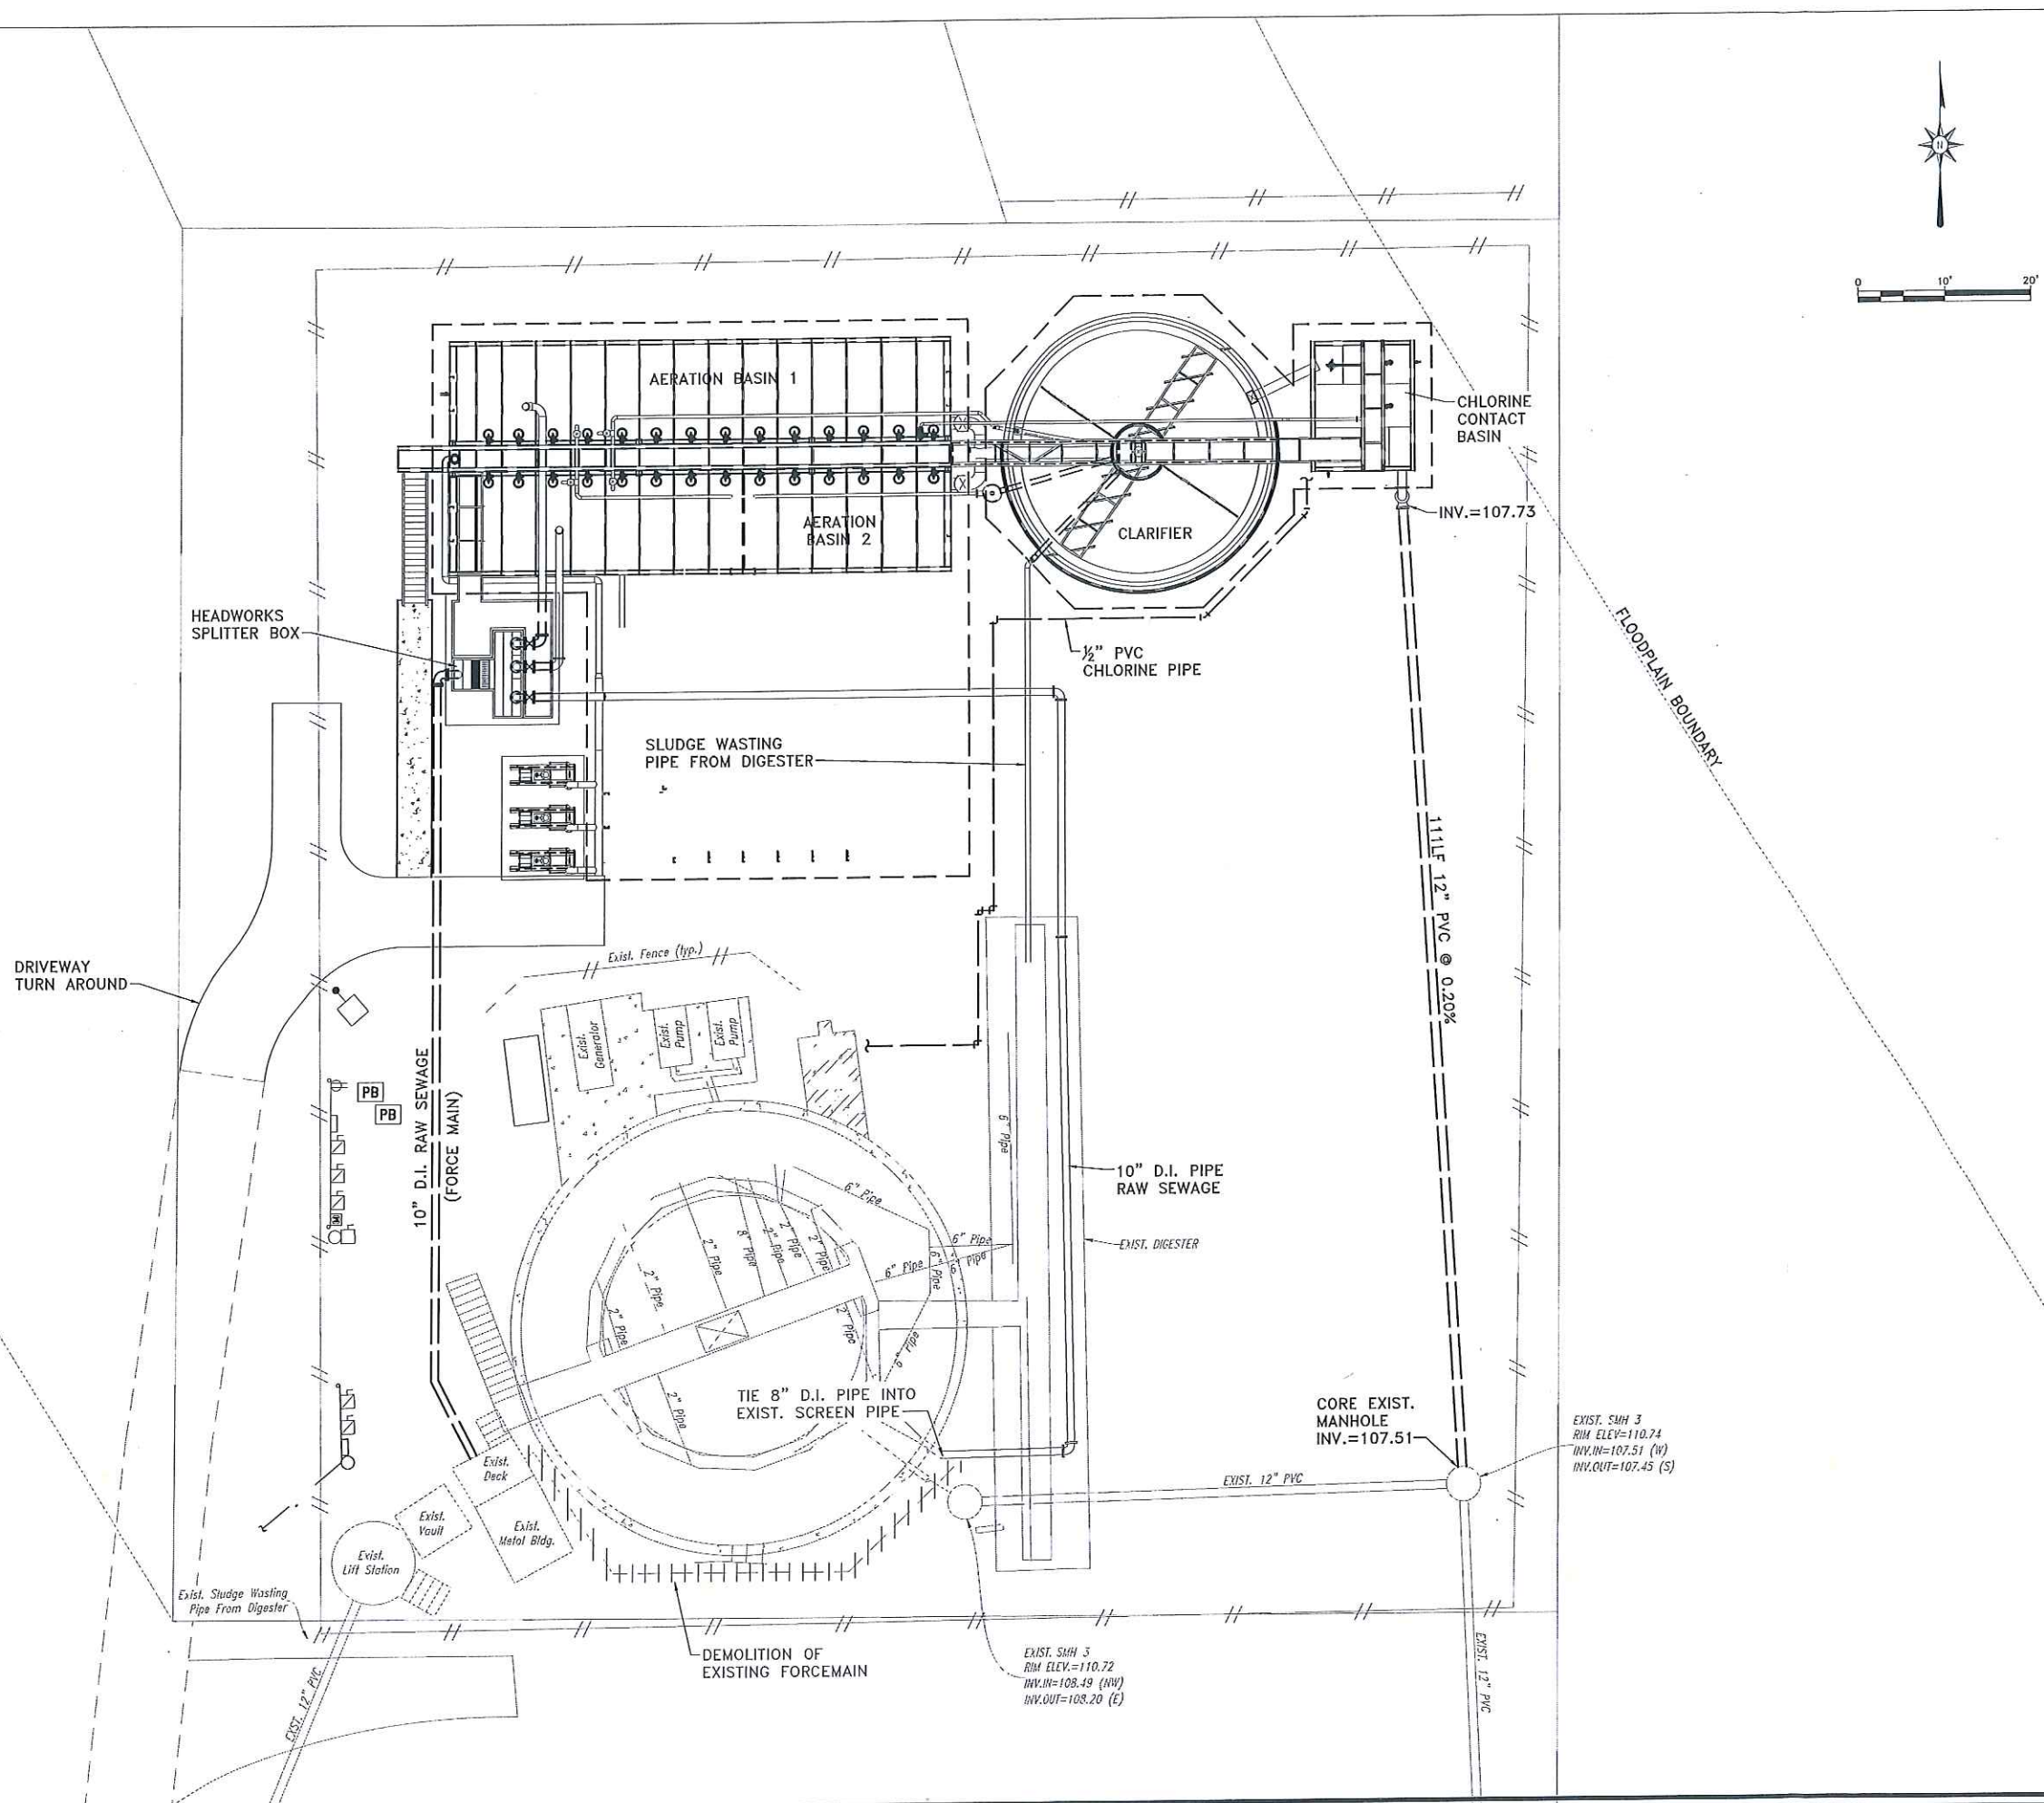 N
0 10' 20'
AERATION BASIN 1
CHLORINE
CONTACT
BASIN
AERATION
BASIN 2
CLARIFIER
INV.=107.73
HEADWORKS
SPLITTER BOX
½" PVC
CHLORINE PIPE
FLOODPLAIN BOUNDARY
SLUDGE WASTING
PIPE FROM DIGESTER
111LF 12" PVC @ 0.20%
DRIVEWAY
TURN AROUND
Exist. Fence (typ.)
Exist.
Generator
Exist.
Pump
Exist.
Pump
PB
PB
10" D.I. RAW SEWAGE
(FORCE MAIN)
6" Pipe
10" D.I. PIPE
RAW SEWAGE
6" Pipe
2" Pipe
8" Pipe
2" Pipe
2" Pipe
2" Pipe
2" Pipe
2" Pipe
6" Pipe
6" Pipe
6" Pipe
6" Pipe
2" Pipe
6" Pipe
2" Pipe
EXIST. DIGESTER
TIE 8" D.I. PIPE INTO
EXIST. SCREEN PIPE
CORE EXIST.
MANHOLE
INV.=107.51
EXIST. SMH 3
RIM ELEV=110.74
INV.IN=107.51 (W)
INV.OUT=107.45 (S)
EXIST. 12" PVC
Exist.
Deck
Exist.
Vault
Exist.
Metal Bldg.
Exist.
Lift Station
Exist. Sludge Wasting
Pipe From Digester
DEMOLITION OF
EXISTING FORCEMAIN
EXIST. SMH 3
RIM ELEV.=110.72
INV.IN=108.49 (NW)
INV.OUT=108.20 (E)
EXIST. 12" PVC
EXIST. 12" PVC